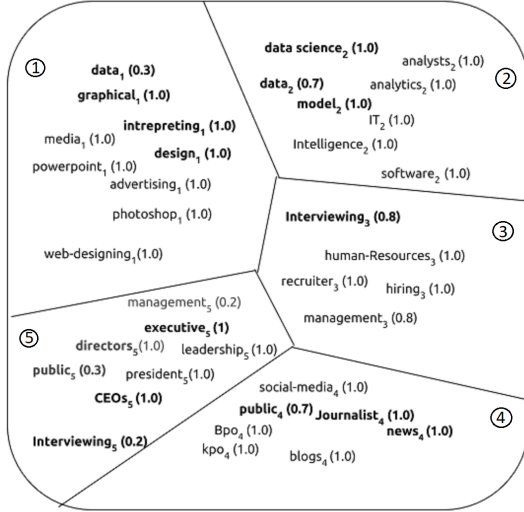 ①
data₁ (0.3)
graphical₁ (1.0)
intrepreting₁ (1.0)
media₁ (1.0)
design₁ (1.0)
powerpoint₁ (1.0)
advertising₁ (1.0)
photoshop₁ (1.0)
web-designing₁(1.0)
②
data science₂ (1.0)
analysts₂ (1.0)
data₂ (0.7)
analytics₂ (1.0)
model₂ (1.0)
IT₂ (1.0)
Intelligence₂ (1.0)
software₂ (1.0)
③
Interviewing₃ (0.8)
human-Resources₃ (1.0)
recruiter₃ (1.0)
hiring₃ (1.0)
management₃ (0.8)
④
social-media₄ (1.0)
public₄ (0.7)
Journalist₄ (1.0)
news₄ (1.0)
Bpo₄ (1.0)
kpo₄ (1.0)
blogs₄ (1.0)
⑤
management₅ (0.2)
executive₅ (1)
directors₅(1.0)
leadership₅ (1.0)
public₅ (0.3)
president₅(1.0)
CEOs₅ (1.0)
Interviewing₅ (0.2)